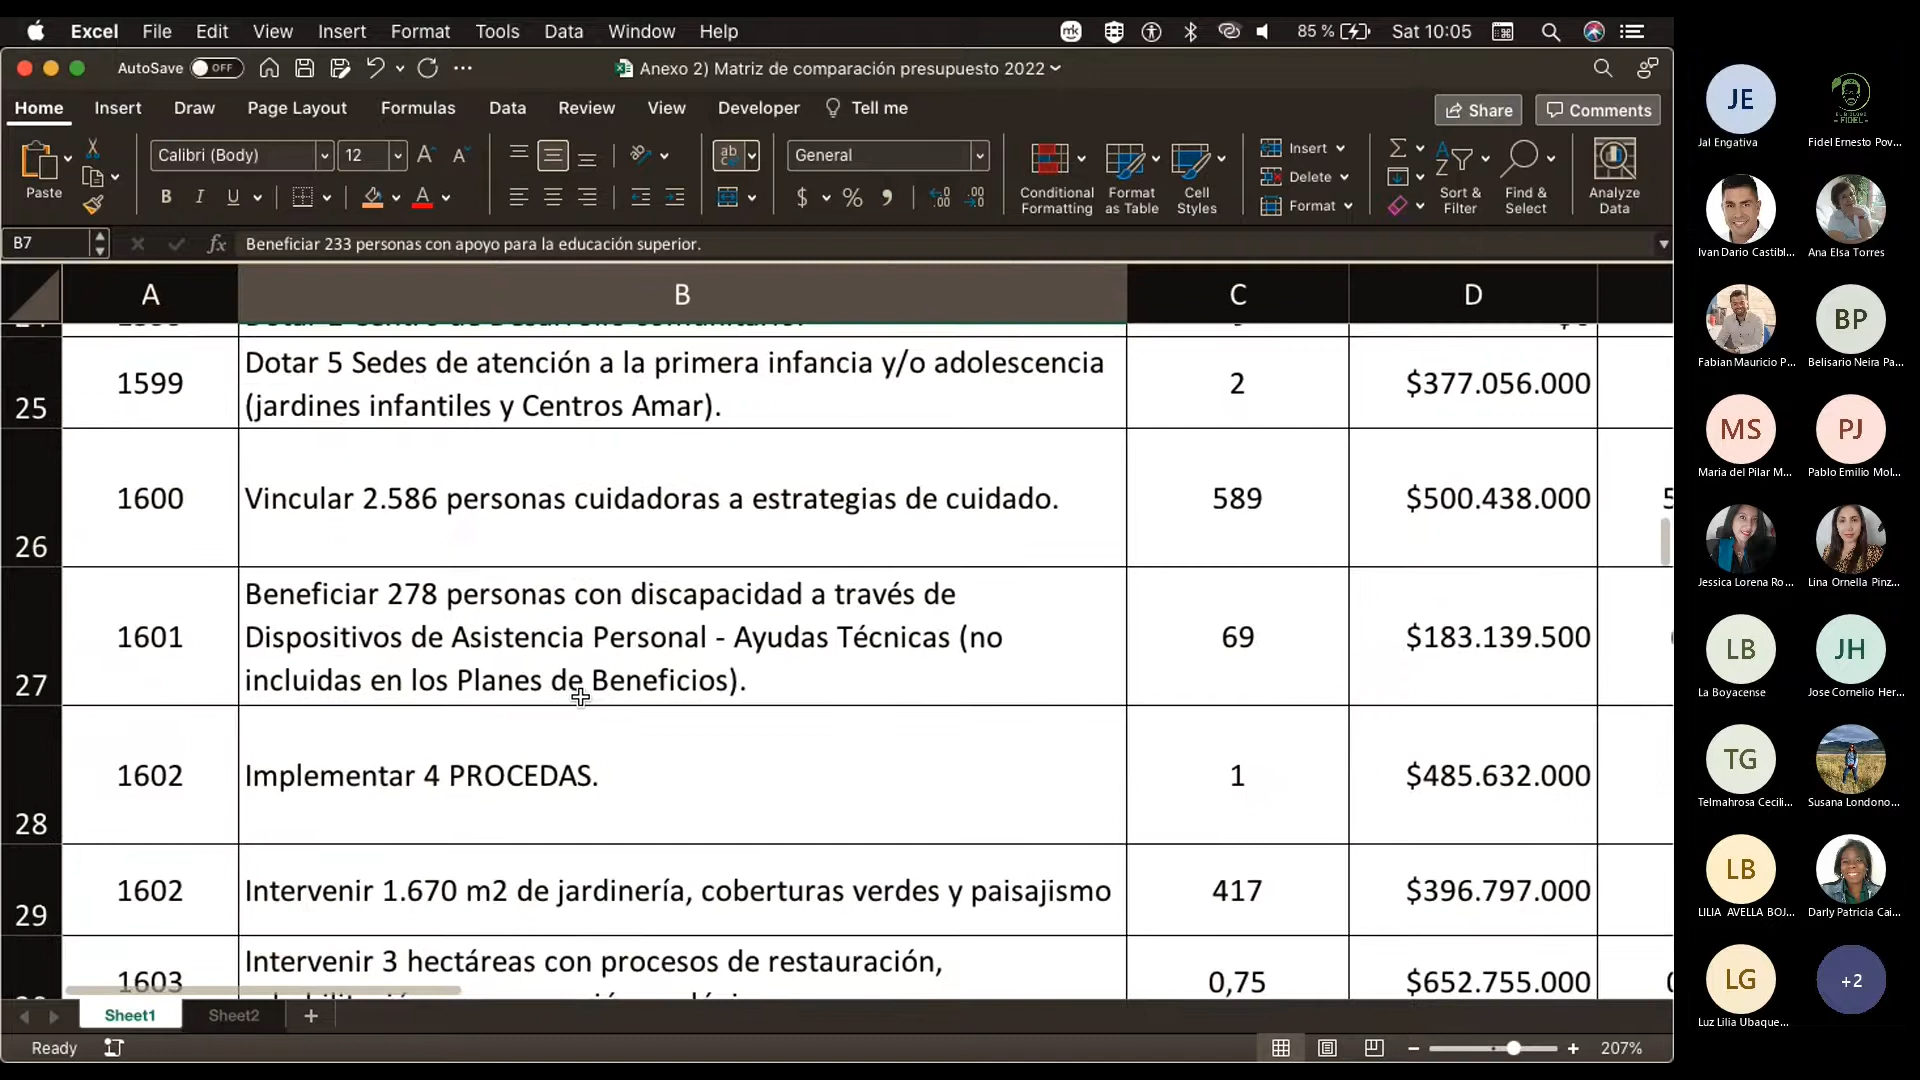 Excel File Edit View Insert Format Tools Data Window Help 85 % Sat 10:05
AutoSave OFF Anexo 2) Matriz de comparación presupuesto 2022
Home Insert Draw Page Layout Formulas Data Review View Developer Tell me Share Comments
Paste Calibri (Body) 12 General Conditional Formatting Format as Table Cell Styles Insert Delete Format Sort & Filter Find & Select Analyze Data
B7 fx Beneficiar 233 personas con apoyo para la educación superior.
A B C D
25 1599 Dotar 5 Sedes de atención a la primera infancia y/o adolescencia
(jardines infantiles y Centros Amar). 2 $377.056.000
26 1600 Vincular 2.586 personas cuidadoras a estrategias de cuidado. 589 $500.438.000
27 1601 Beneficiar 278 personas con discapacidad a través de
Dispositivos de Asistencia Personal - Ayudas Técnicas (no
incluidas en los Planes de Beneficios). 69 $183.139.500
28 1602 Implementar 4 PROCEDAS. 1 $485.632.000
29 1602 Intervenir 1.670 m2 de jardinería, coberturas verdes y paisajismo 417 $396.797.000
1603 Intervenir 3 hectáreas con procesos de restauración, 0,75 $652.755.000
Sheet1 Sheet2 +
Ready 207%
JE
Jal Engativa
FIDEL
Fidel Ernesto Pov...
Ivan Dario Castibl...
Ana Elsa Torres
Fabian Mauricio P...
BP
Belisario Neira Pa...
MS
Maria del Pilar M...
PJ
Pablo Emilio Mol...
Jessica Lorena Ro...
Lina Ornella Pinz...
LB
La Boyacense
JH
Jose Cornelio Her...
TG
Telmahrosa Cecili...
Susana Londono...
LB
LILIA AVELLA BOJ...
Darly Patricia Cai...
LG
Luz Lilia Ubaque...
+2